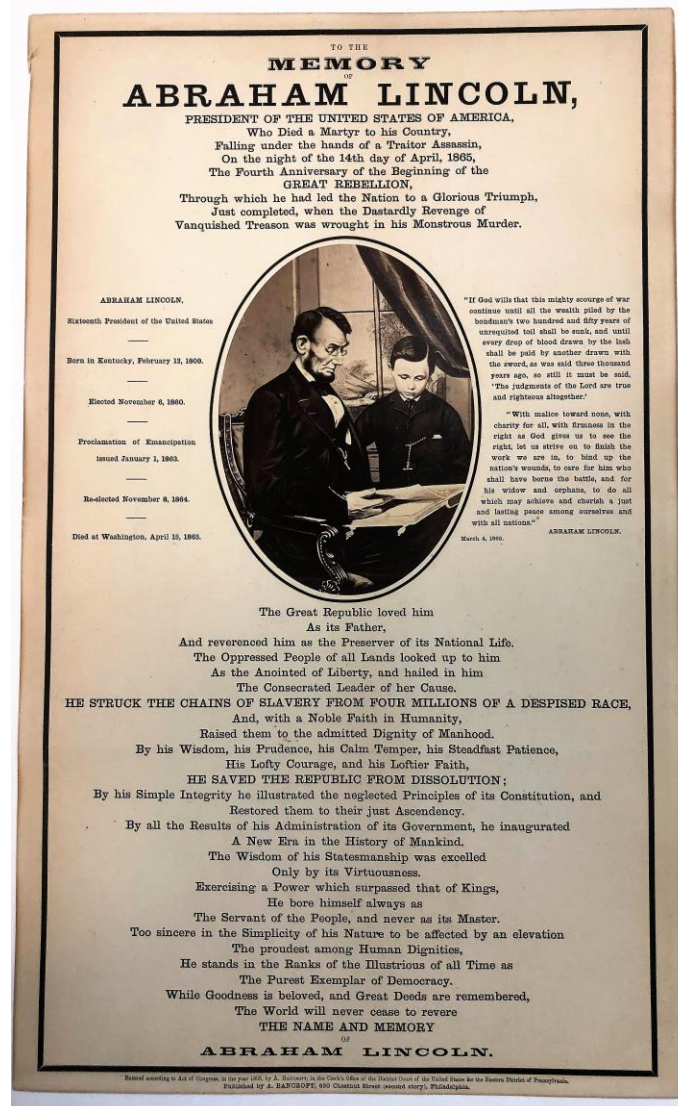 TO THE
MEMORY
OF
ABRAHAM LINCOLN,
PRESIDENT OF THE UNITED STATES OF AMERICA,
Who Died a Martyr to his Country,
Falling under the hands of a Traitor Assassin,
On the night of the 14th day of April, 1865,
The Fourth Anniversary of the Beginning of the
GREAT REBELLION,
Through which he had led the Nation to a Glorious Triumph,
Just completed, when the Dastardly Revenge of
Vanquished Treason was wrought in his Monstrous Murder.
ABRAHAM LINCOLN,
Sixteenth President of the United States
Born in Kentucky, February 12, 1809.
Elected November 6, 1860.
Proclamation of Emancipation
issued January 1, 1863.
Re-elected November 8, 1864.
Died at Washington, April 15, 1865.
"If God wills that this mighty scourge of war
continue until all the wealth piled by the
bondman's two hundred and fifty years of
unrequited toil shall be sunk, and until
every drop of blood drawn by the lash
shall be paid by another drawn with
the sword, as was said three thousand
years ago, so still it must be said,
'The judgments of the Lord are true
and righteous altogether.'
"With malice toward none, with
charity for all, with firmness in the
right as God gives us to see the
right, let us strive on to finish the
work we are in, to bind up the
nation's wounds, to care for him who
shall have borne the battle, and for
his widow and orphans, to do all
which may achieve and cherish a just
and lasting peace among ourselves and
with all nations."
ABRAHAM LINCOLN.
March 4, 1865.
The Great Republic loved him
As its Father,
And reverenced him as the Preserver of its National Life.
The Oppressed People of all Lands looked up to him
As the Anointed of Liberty, and hailed in him
The Consecrated Leader of her Cause.
HE STRUCK THE CHAINS OF SLAVERY FROM FOUR MILLIONS OF A DESPISED RACE,
And, with a Noble Faith in Humanity,
Raised them to the admitted Dignity of Manhood.
By his Wisdom, his Prudence, his Calm Temper, his Steadfast Patience,
His Lofty Courage, and his Loftier Faith,
HE SAVED THE REPUBLIC FROM DISSOLUTION;
By his Simple Integrity he illustrated the neglected Principles of its Constitution, and
Restored them to their just Ascendency.
By all the Results of his Administration of its Government, he inaugurated
A New Era in the History of Mankind.
The Wisdom of his Statesmanship was excelled
Only by its Virtuousness.
Exercising a Power which surpassed that of Kings,
He bore himself always as
The Servant of the People, and never as its Master.
Too sincere in the Simplicity of his Nature to be affected by an elevation
The proudest among Human Dignities,
He stands in the Ranks of the Illustrious of all Time as
The Purest Exemplar of Democracy.
While Goodness is beloved, and Great Deeds are remembered,
The World will never cease to revere
THE NAME AND MEMORY
OF
ABRAHAM LINCOLN.
Entered according to Act of Congress, in the year 1865, by A. BANCROFT, in the Clerk's Office of the District Court of the United States for the Eastern District of Pennsylvania.
Published by A. BANCROFT, 630 Chestnut Street (second story), Philadelphia.